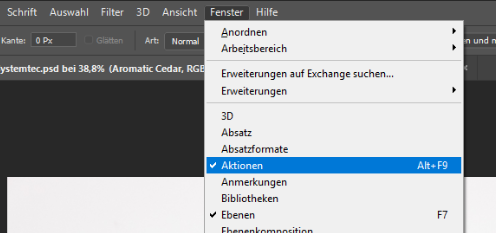 Schrift Auswahl Filter 3D Ansicht Fenster Hilfe
Kante: 0 Px Glätten Art: Normal
Anordnen
Arbeitsbereich
ystemtec.psd bei 38,8% (Aromatic Cedar, RGB
Erweiterungen auf Exchange suchen...
Erweiterungen
3D
Absatz
Absatzformate
Aktionen Alt+F9
Anmerkungen
Bibliotheken
Ebenen F7
Ebenenkomposition